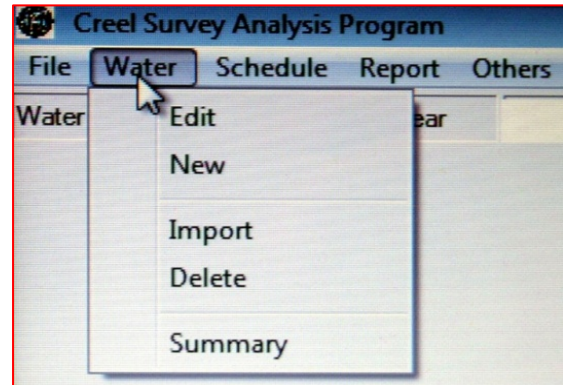 Creel Survey Analysis Program
File Water Schedule Report Others
Water
Edit
New
Import
Delete
Summary